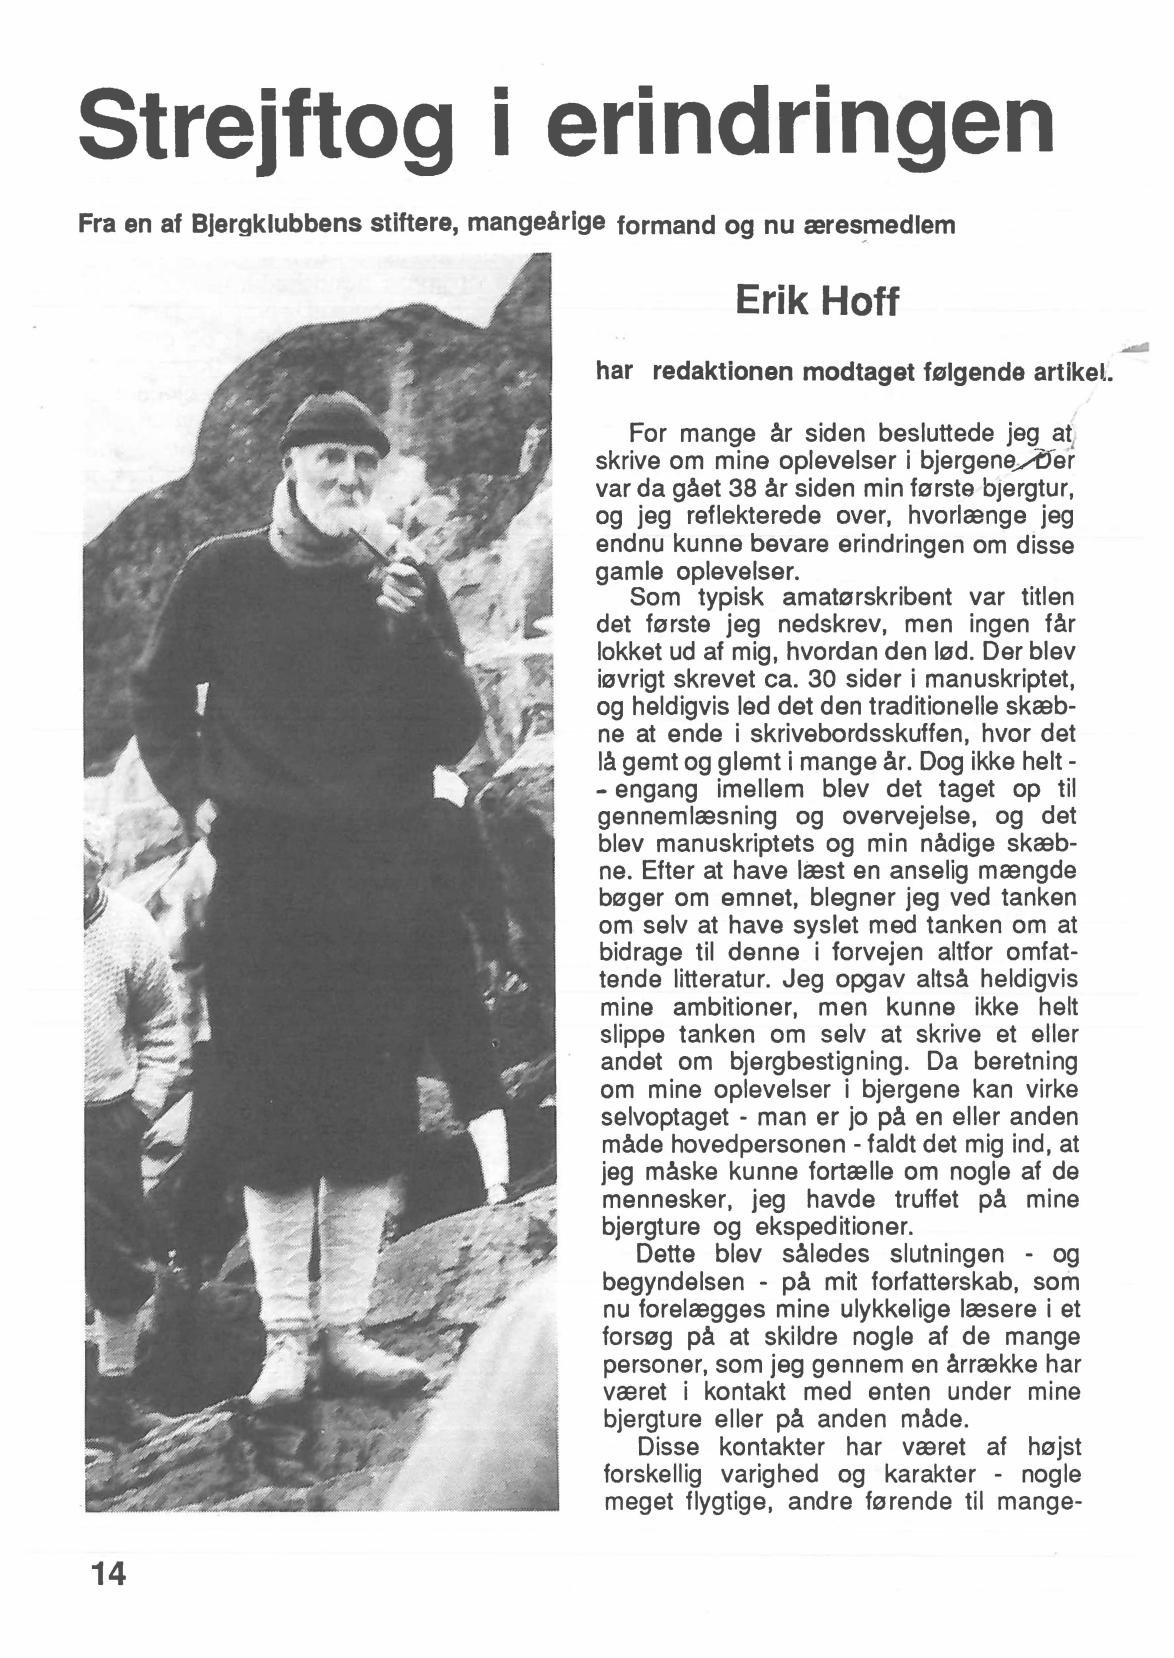 Strejftog i erindringen
Fra en af Bjergklubbens stiftere, mangeårige formand og nu æresmedlem
Erik Hoff
har redaktionen modtaget følgende artikel.
For mange år siden besluttede jeg at
skrive om mine oplevelser i bjergene. Der
var da gået 38 år siden min første bjergtur,
og jeg reflekterede over, hvorlænge jeg
endnu kunne bevare erindringen om disse
gamle oplevelser.
Som typisk amatørskribent var titlen
det første jeg nedskrev, men ingen får
lokket ud af mig, hvordan den lød. Der blev
iøvrigt skrevet ca. 30 sider i manuskriptet,
og heldigvis led det den traditionelle skæb-
ne at ende i skrivebordsskuffen, hvor det
lå gemt og glemt i mange år. Dog ikke helt -
- engang imellem blev det taget op til
gennemlæsning og overvejelse, og det
blev manuskriptets og min nådige skæb-
ne. Efter at have læst en anselig mængde
bøger om emnet, blegner jeg ved tanken
om selv at have syslet med tanken om at
bidrage til denne i forvejen altfor omfat-
tende litteratur. Jeg opgav altså heldigvis
mine ambitioner, men kunne ikke helt
slippe tanken om selv at skrive et eller
andet om bjergbestigning. Da beretning
om mine oplevelser i bjergene kan virke
selvoptaget - man er jo på en eller anden
måde hovedpersonen - faldt det mig ind, at
jeg måske kunne fortælle om nogle af de
mennesker, jeg havde truffet på mine
bjergture og ekspeditioner.
Dette blev således slutningen - og
begyndelsen - på mit forfatterskab, som
nu forelægges mine ulykkelige læsere i et
forsøg på at skildre nogle af de mange
personer, som jeg gennem en årrække har
været i kontakt med enten under mine
bjergture eller på anden måde.
Disse kontakter har været af højst
forskellig varighed og karakter - nogle
meget flygtige, andre førende til mange-
14